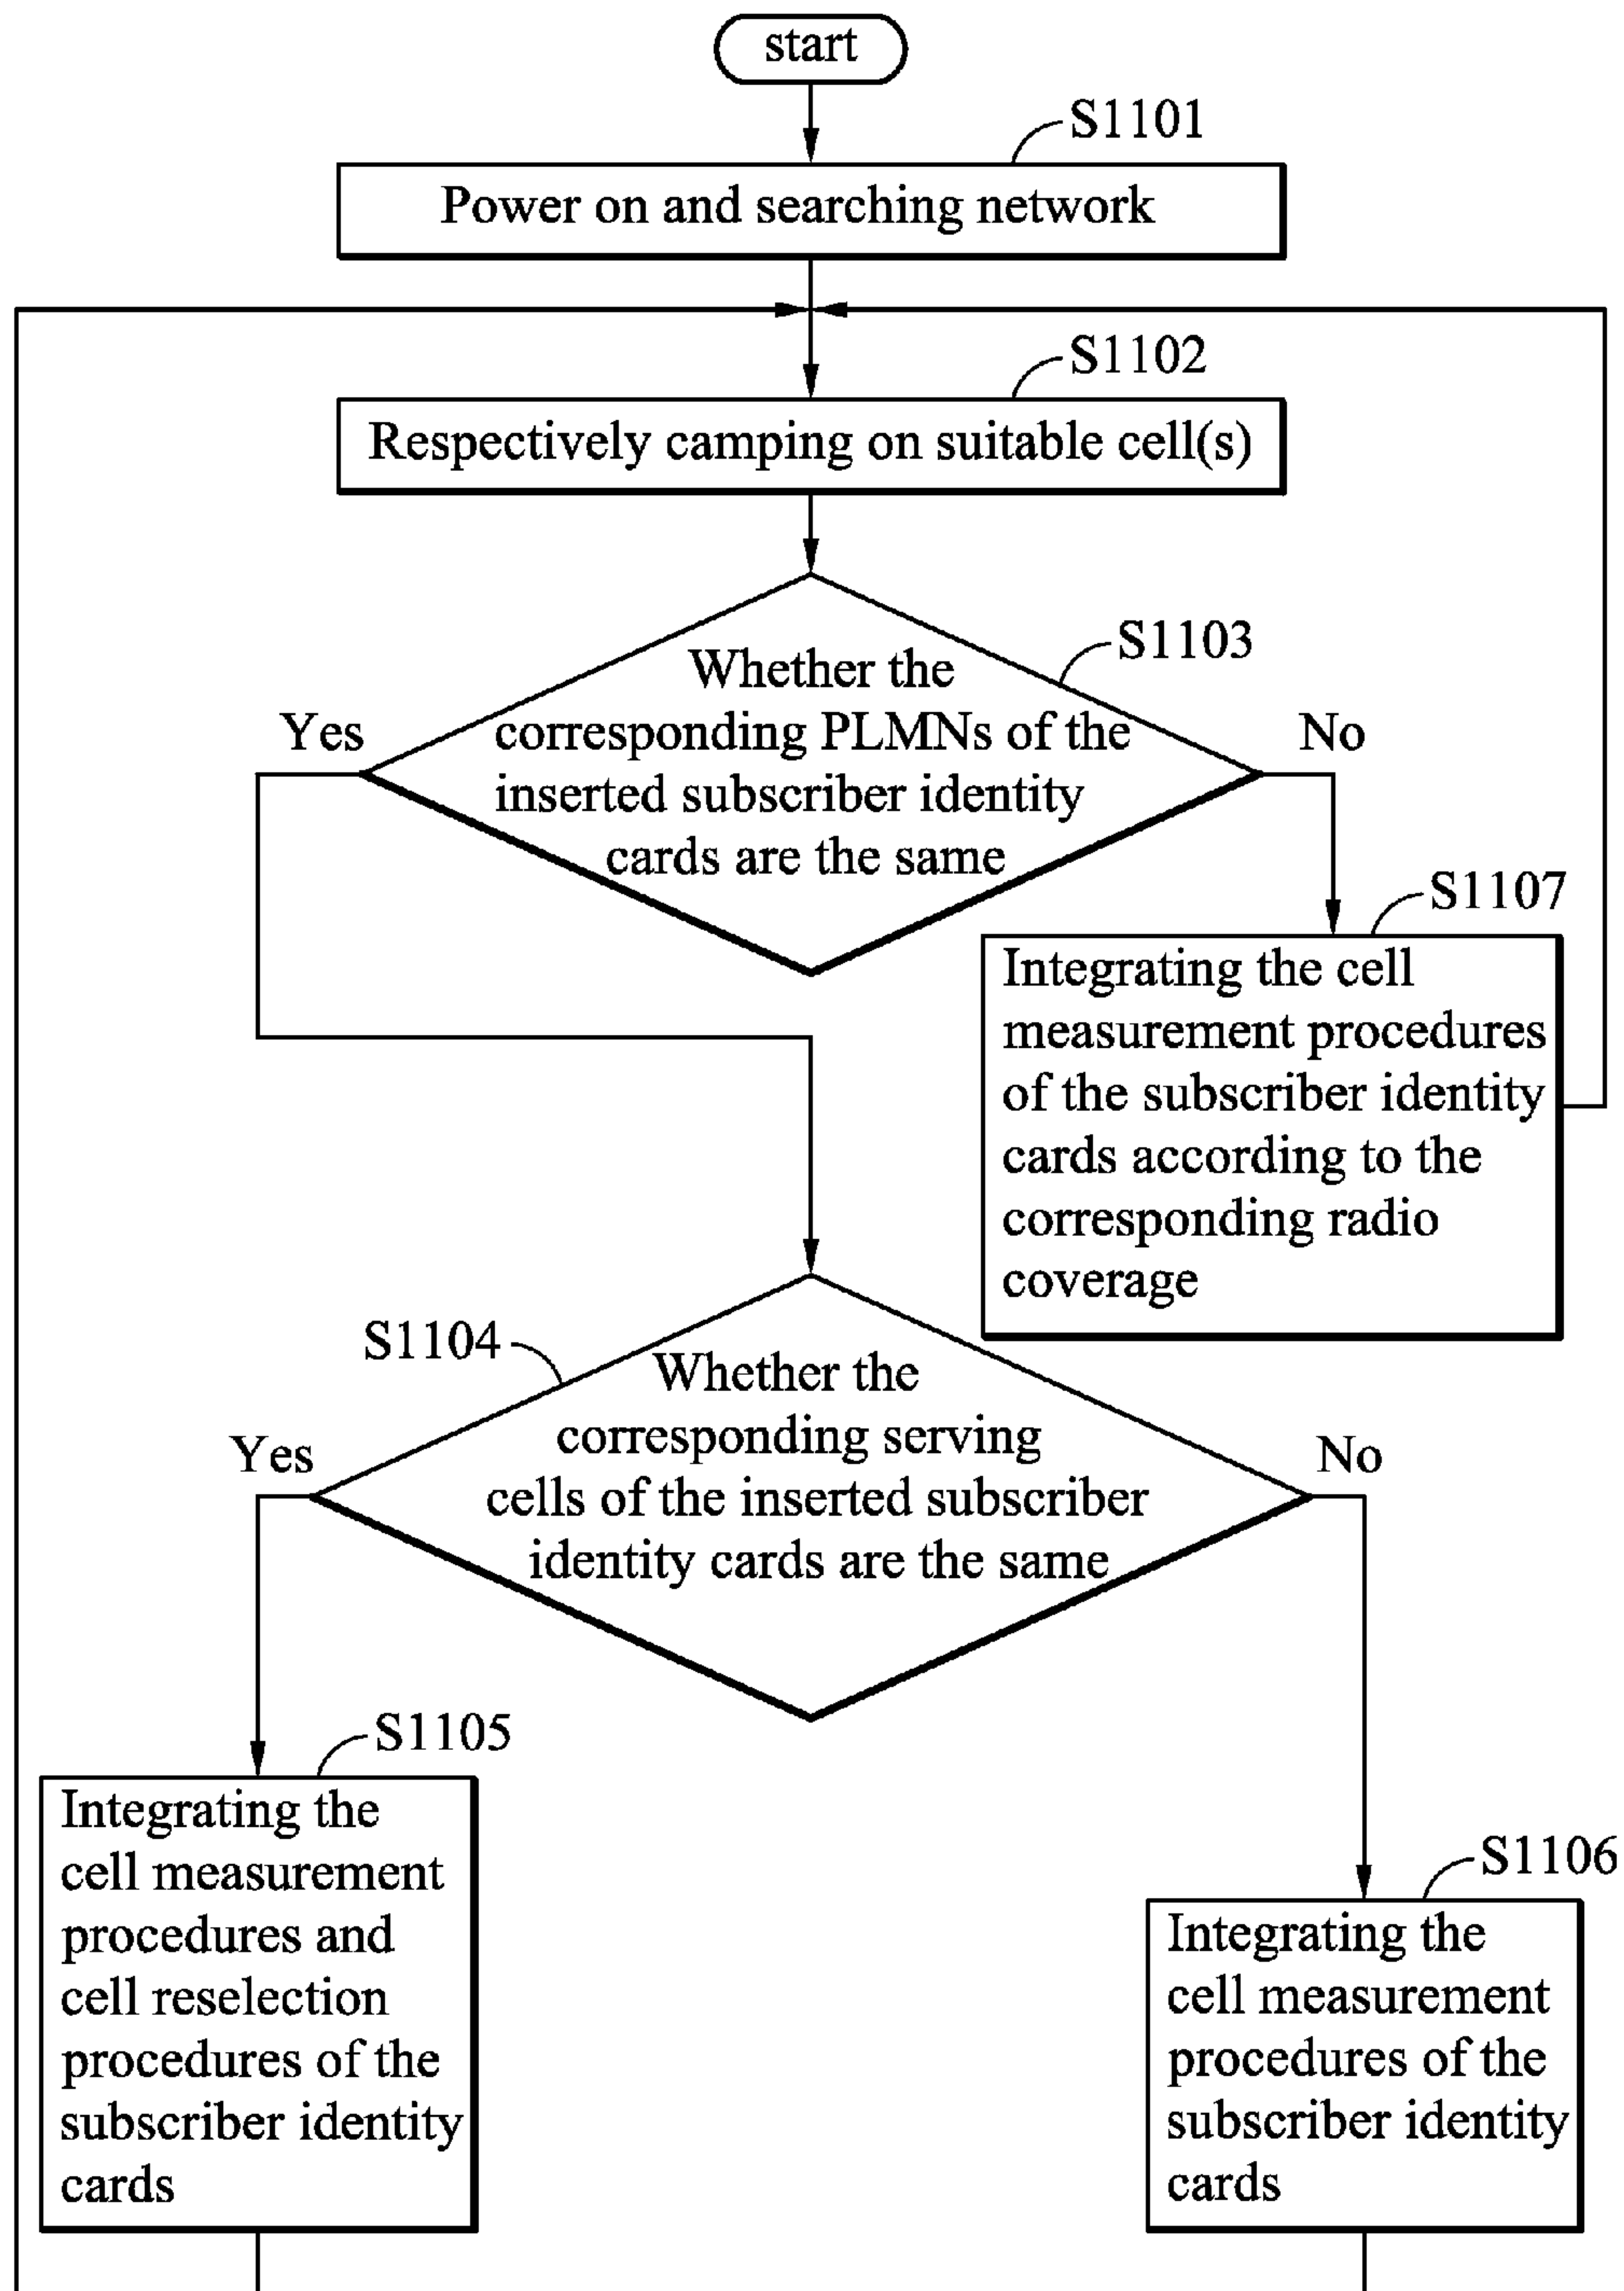 start
S1101
Power on and searching network
S1102
Respectively camping on suitable cell(s)
S1103
Whether the
corresponding PLMNs of the
inserted subscriber identity
cards are the same
Yes
No
S1107
Integrating the cell
measurement procedures
of the subscriber identity
cards according to the
corresponding radio
coverage
S1104
Whether the
corresponding serving
cells of the inserted subscriber
identity cards are the same
Yes
No
S1105
Integrating the
cell measurement
procedures and
cell reselection
procedures of the
subscriber identity
cards
S1106
Integrating the
cell measurement
procedures of the
subscriber identity
cards